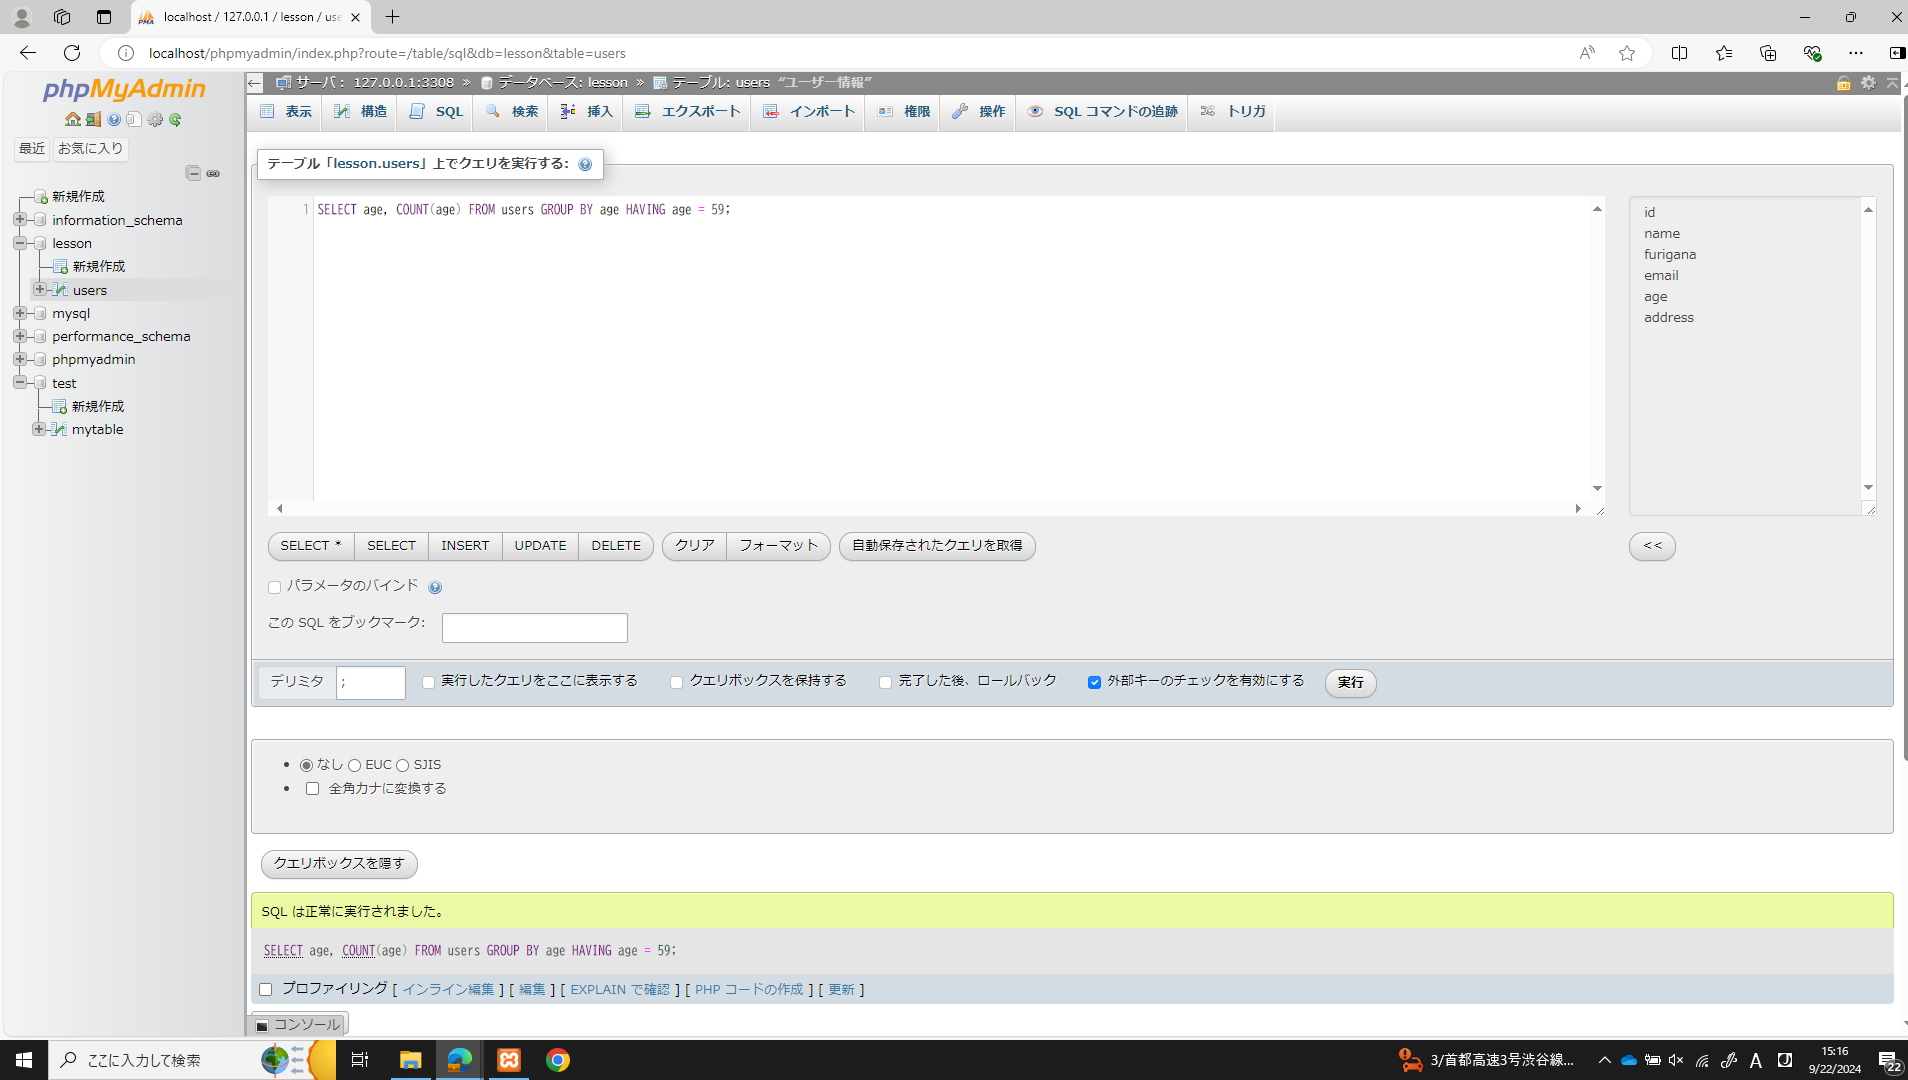 localhost / 127.0.0.1 / lesson / use
localhost/phpmyadmin/index.php?route=/table/sql&db=lesson&table=users
phpMyAdmin
最近
お気に入り
新規作成
information_schema
lesson
新規作成
users
mysql
performance_schema
phpmyadmin
test
新規作成
mytable
サーバ： 127.0.0.1:3308 » データベース: lesson » テーブル: users “ユーザー情報”
表示
構造
SQL
検索
挿入
エクスポート
インポート
権限
操作
SQL コマンドの追跡
トリガ
テーブル「lesson.users」上でクエリを実行する:
1 SELECT age, COUNT(age) FROM users GROUP BY age HAVING age = 59;
id
name
furigana
email
age
address
SELECT * SELECT INSERT UPDATE DELETE クリア フォーマット 自動保存されたクエリを取得 <<
パラメータのバインド
この SQL をブックマーク:
デリミタ ; 実行したクエリをここに表示する クエリボックスを保持する 完了した後、ロールバック 外部キーのチェックを有効にする 実行
なし EUC SJIS
全角カナに変換する
クエリボックスを隠す
SQL は正常に実行されました。
SELECT age, COUNT(age) FROM users GROUP BY age HAVING age = 59;
プロファイリング [ インライン編集 ] [ 編集 ] [ EXPLAIN で確認 ] [ PHP コードの作成 ] [ 更新 ]
コンソール
ここに入力して検索
3/首都高速3号渋谷線...
A
15:16
9/22/2024
22